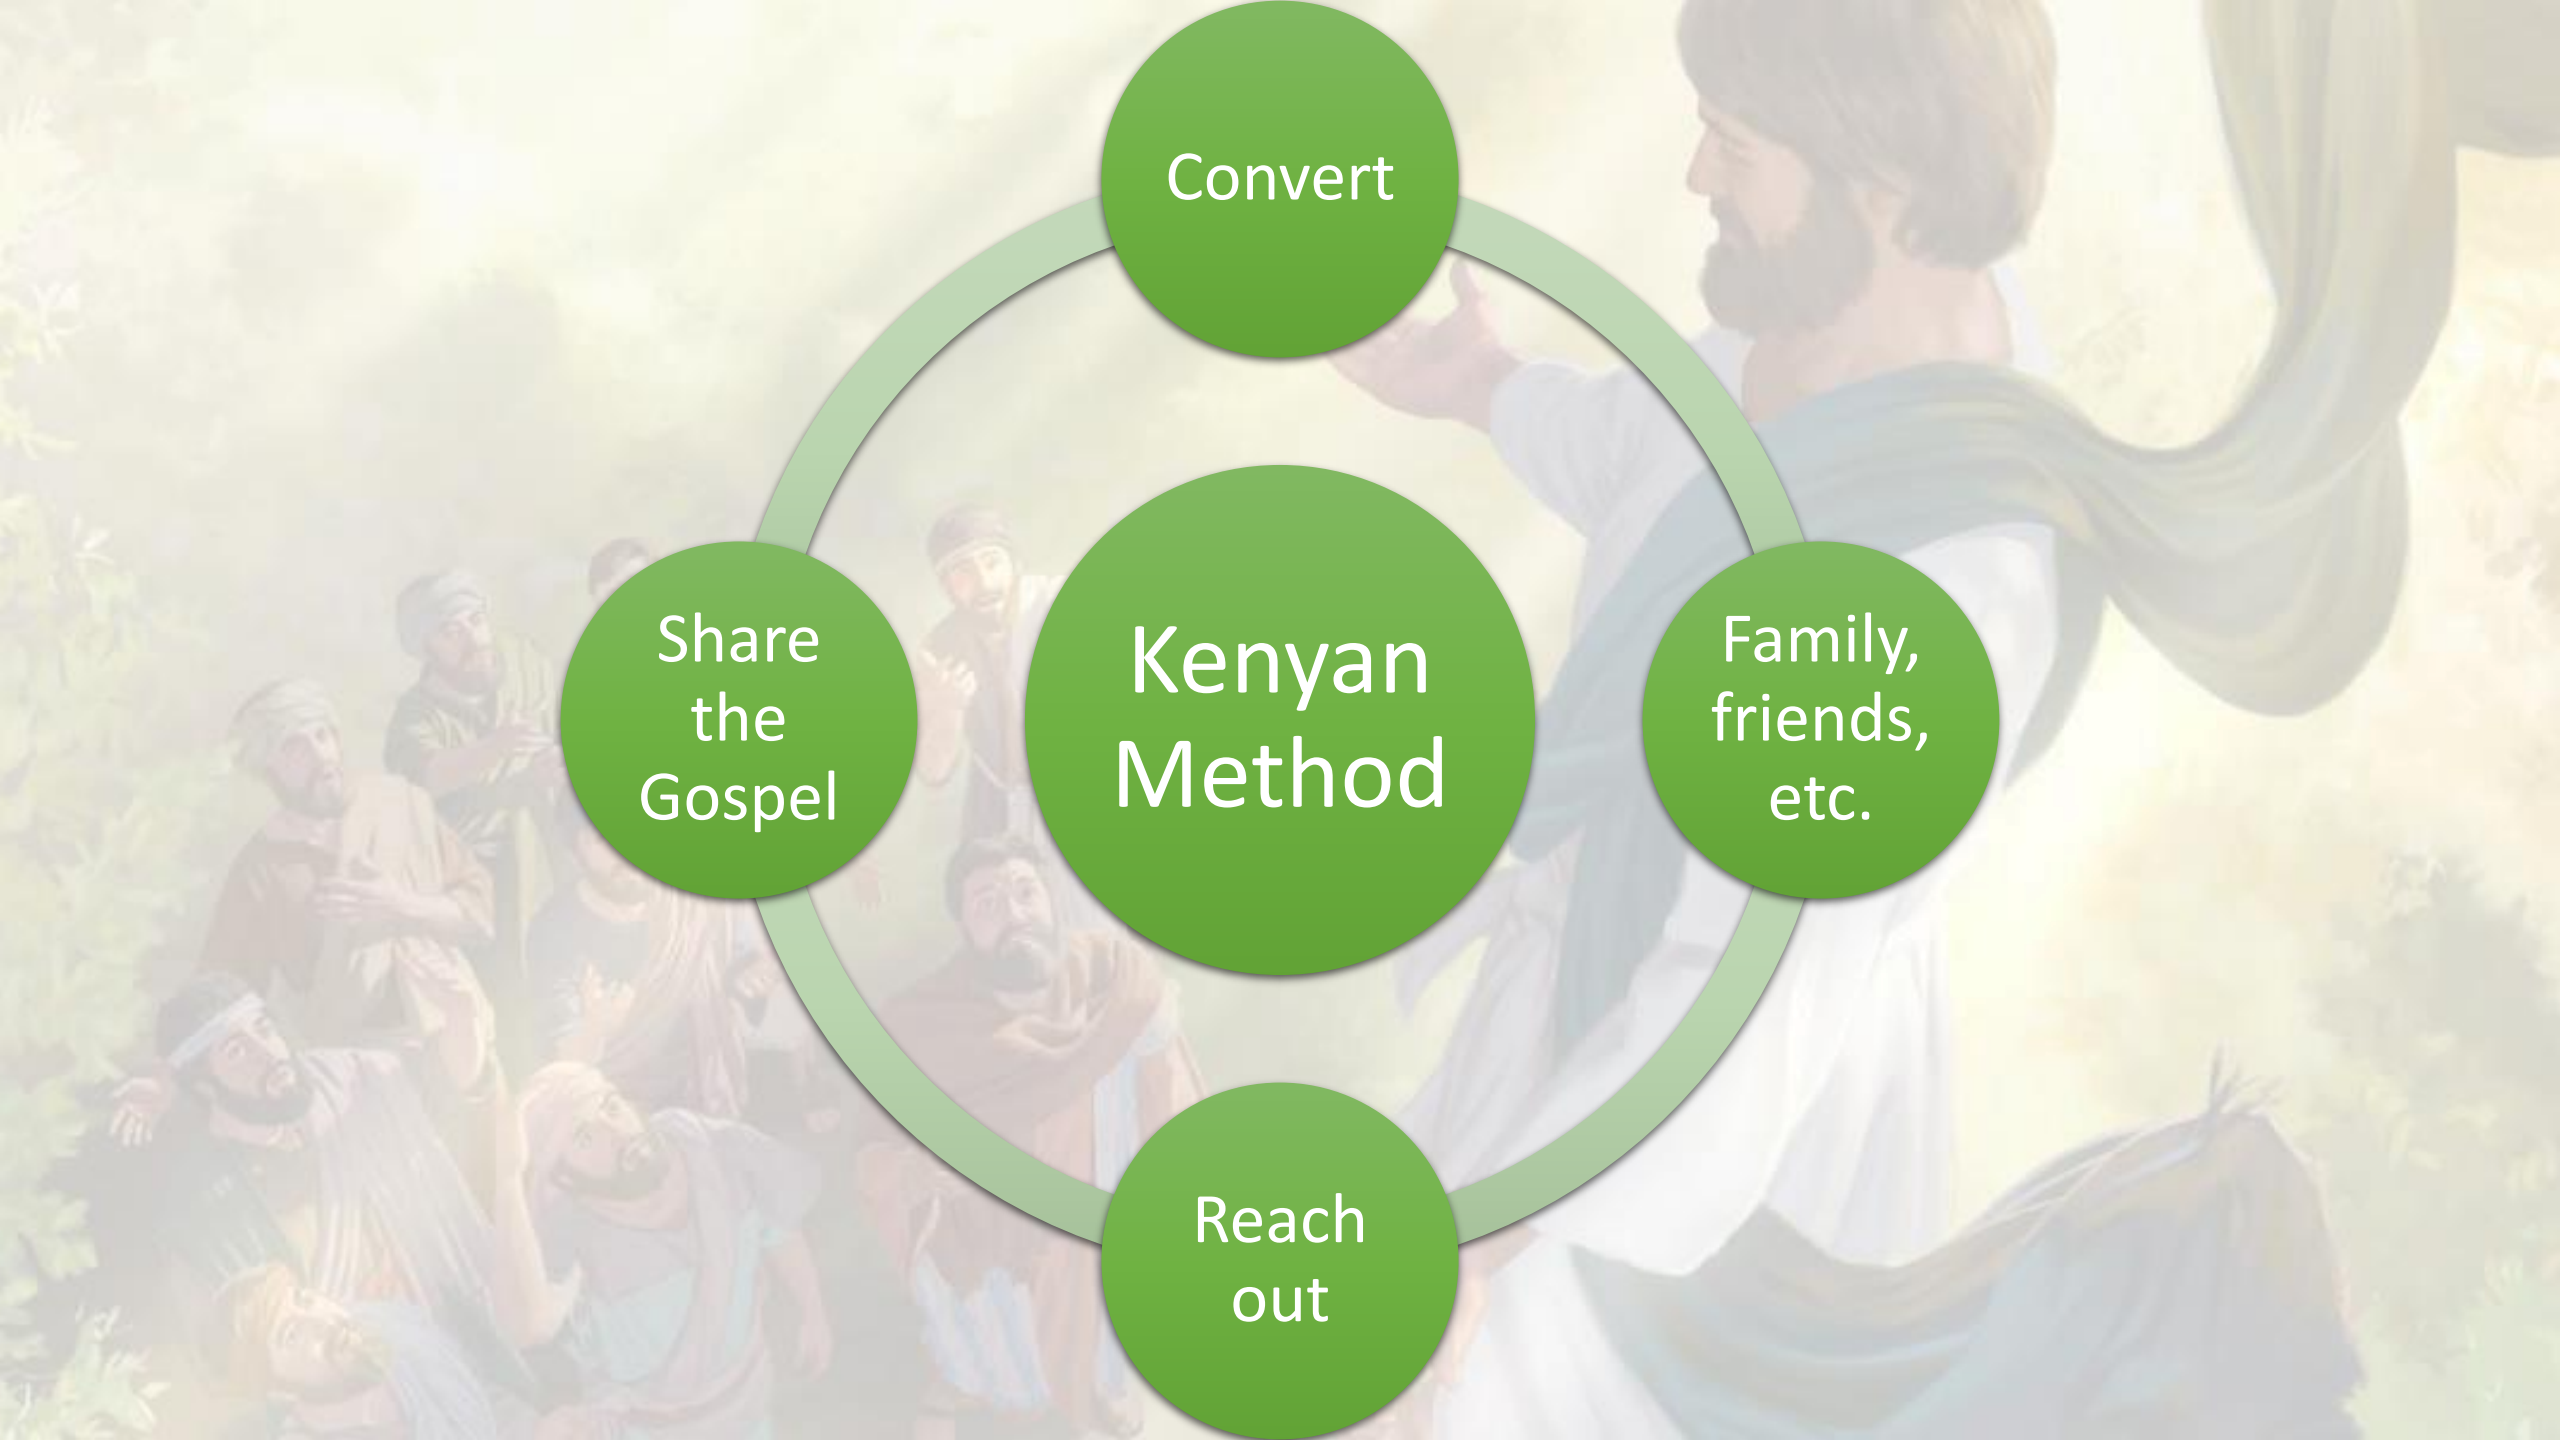 Convert
Share
the
Gospel
Kenyan
Method
Family,
friends,
etc.
Reach
out